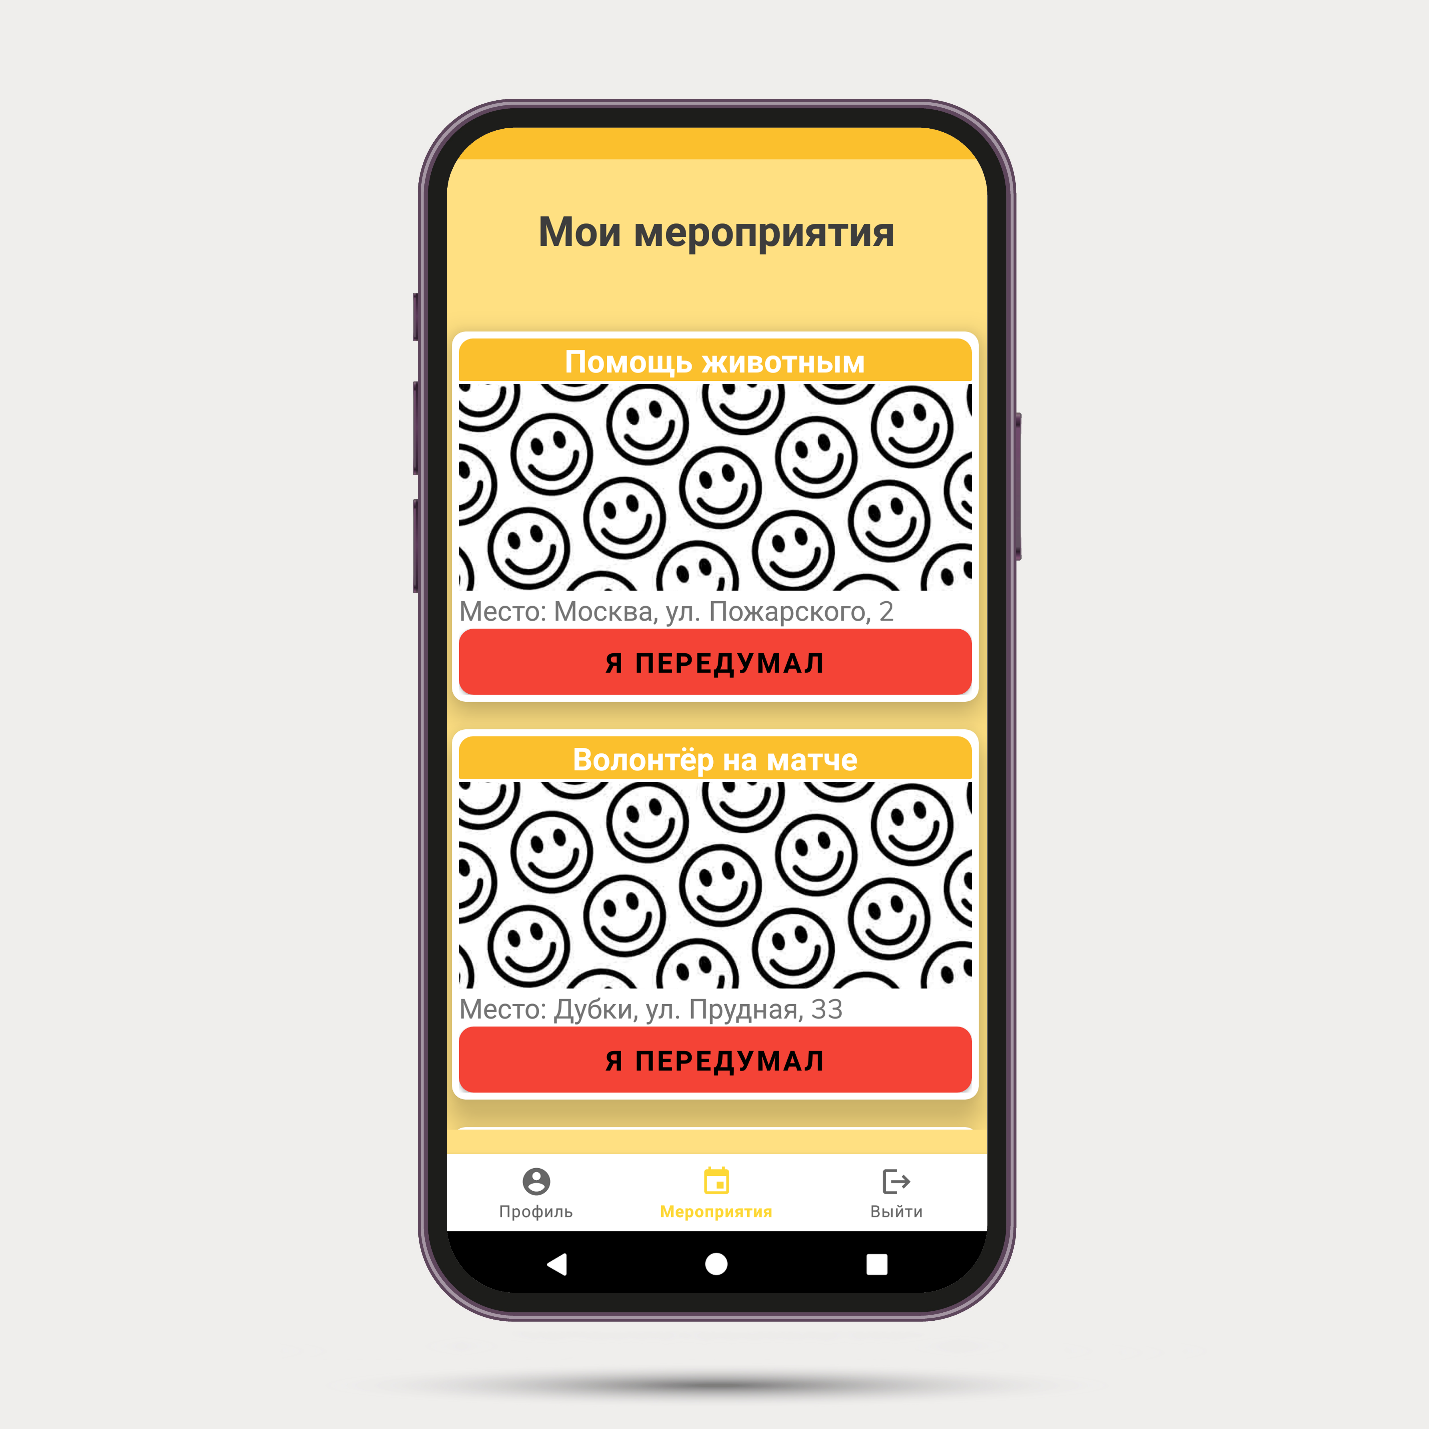 Мои мероприятия
Помощь животным
Место: Москва, ул. Пожарского, 2
Я ПЕРЕДУМАЛ
Волонтёр на матче
Место: Дубки, ул. Прудная, 33
Я ПЕРЕДУМАЛ
Профиль
Мероприятия
Выйти